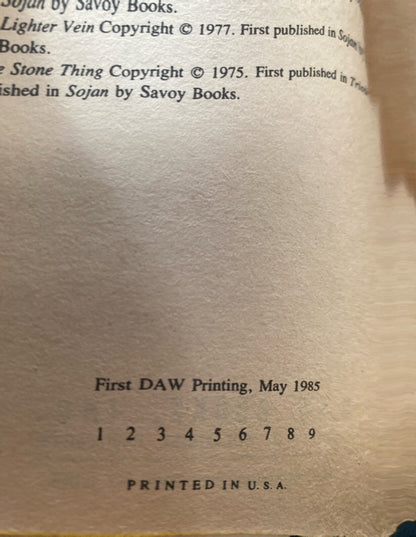 Sojan by Savoy Books.
Lighter Vein Copyright © 1977. First published in Sojan
Books.
e Stone Thing Copyright © 1975. First published in
ished in Sojan by Savoy Books.
First DAW Printing, May 1985
1 2 3 4 5 6 7 8 9
PRINTED IN U.S.A.